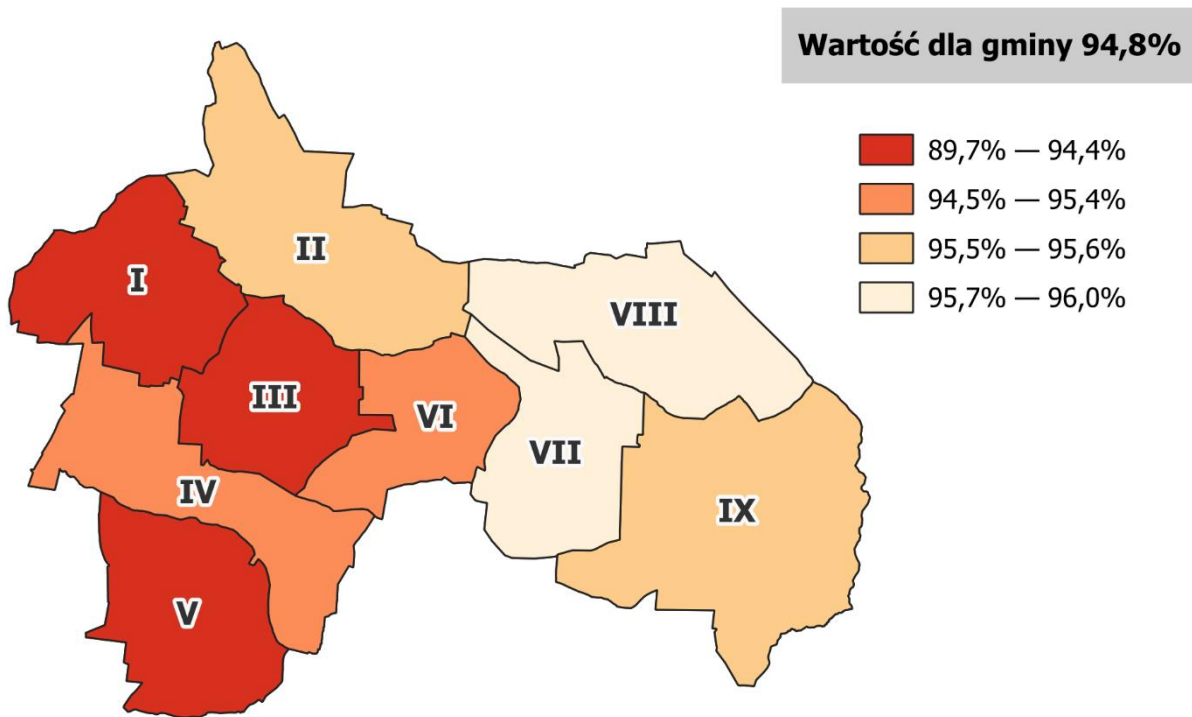 Wartość dla gminy 94,8%
89,7% — 94,4%
94,5% — 95,4%
95,5% — 95,6%
95,7% — 96,0%
I
II
III
IV
V
VI
VII
VIII
IX